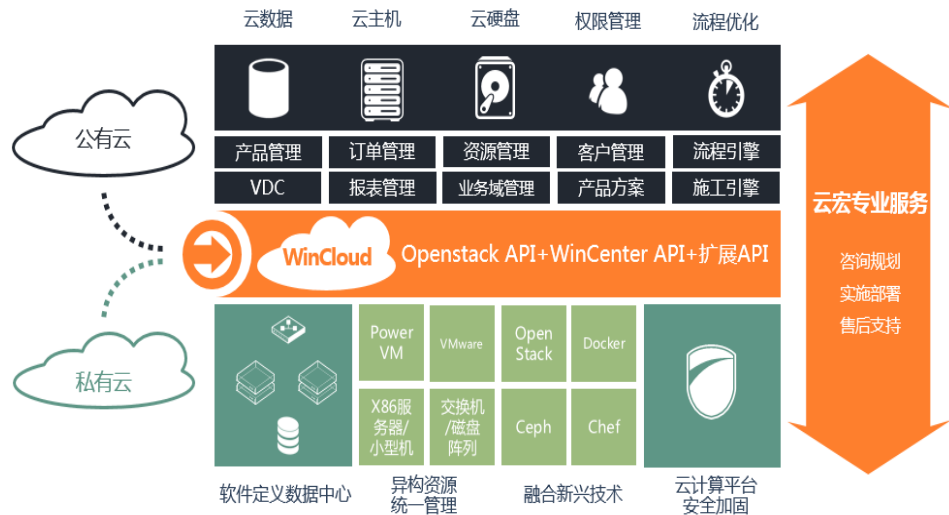 云数据 云主机 云硬盘 权限管理 流程优化
公有云
产品管理 订单管理 资源管理 客户管理 流程引擎
VDC 报表管理 业务域管理 产品方案 施工引擎
WinCloud Openstack API+WinCenter API+扩展API
私有云
Power
VM
VMware
Open
Stack
Docker
X86服
务器/
小型机
交换机
/磁盘
阵列
Ceph
Chef
软件定义数据中心
异构资源
统一管理
融合新兴技术
云计算平台
安全加固
云宏专业服务
咨询规划
实施部署
售后支持